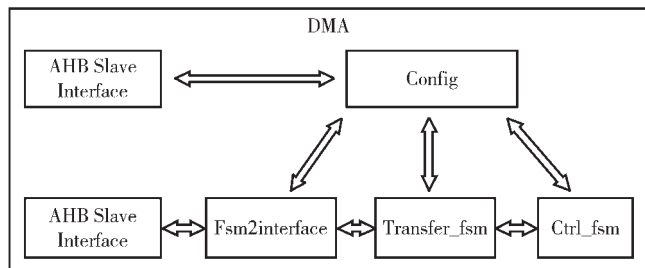 DMA
AHB Slave
Interface
Config
AHB Slave
Interface
Fsm2interface
Transfer_fsm
Ctrl_fsm